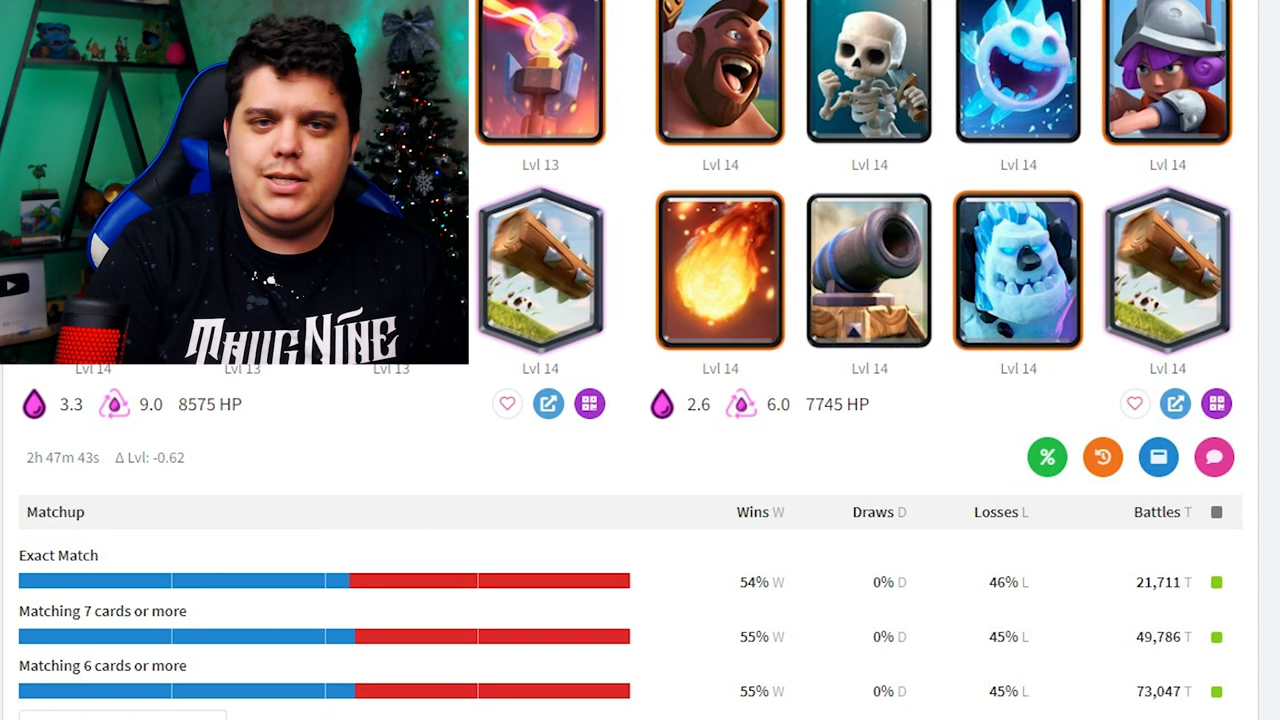 Lvl 13
Lvl 14
Lvl 14
Lvl 14
Lvl 14
THUG NÍNE
Lvl 14
Lvl 13
Lvl 13
Lvl 14
Lvl 14
Lvl 14
Lvl 14
Lvl 14
3.3
9.0
8575 HP
2.6
6.0
7745 HP
2h 47m 43s
Δ Lvl: -0.62
%
Matchup
Wins W
Draws D
Losses L
Battles T
Exact Match
54% W
0% D
46% L
21,711 T
Matching 7 cards or more
55% W
0% D
45% L
49,786 T
Matching 6 cards or more
55% W
0% D
45% L
73,047 T